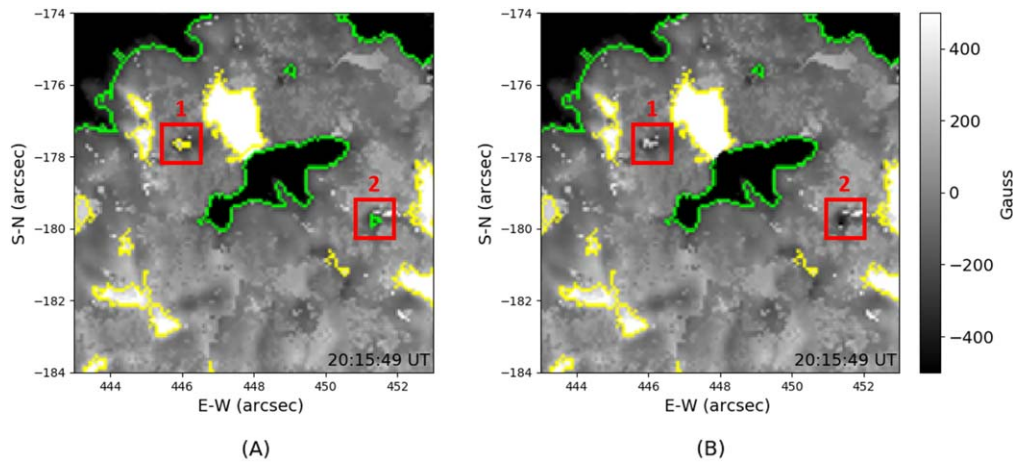 −174
−176
−178
−180
−182
−184
S-N (arcsec)
1
2
20:15:49 UT
444 446 448 450 452
E-W (arcsec)
(A)
−174
−176
−178
−180
−182
−184
S-N (arcsec)
1
2
20:15:49 UT
444 446 448 450 452
E-W (arcsec)
(B)
400
200
0
−200
−400
Gauss